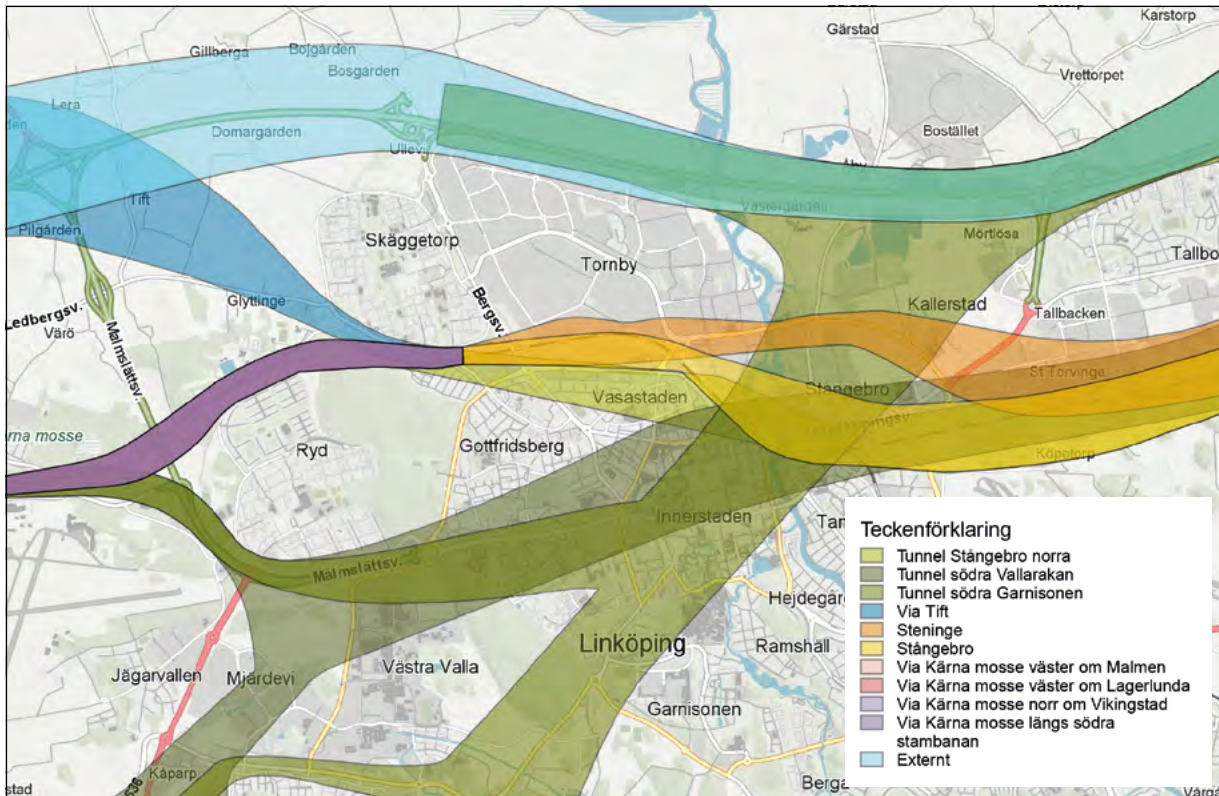 Gärstad
Karstorp
Gillberga
Bojgården
Bosgården
Vrettorpet
Lera
Domargården
Ullevi
Bostället
Åby
Tift
Pilgården
Västergården
Mörtlösa
Skäggetorp
Tornby
Glyttinge
Kallerstad
Ledbergsv.
Värö
Malmslättsv.
Bergsv.
Tallbacken
St Torvinge
Vasastaden
Stångebro
Ryd
Gottfridsberg
Köpetorp
Innerstaden
Malmslättsv.
Linköping
Ramshäll
Jägarvallen
Mjärdevi
Västra Valla
Garnisonen
Kåparp
Teckenförklaring
Tunnel Stångebro norra
Tunnel södra Vallarakan
Tunnel södra Garnisonen
Via Tift
Steninge
Stångebro
Via Kärna mosse väster om Malmen
Via Kärna mosse väster om Lagerlunda
Via Kärna mosse norr om Vikingstad
Via Kärna mosse längs södra
stambanan
Externt